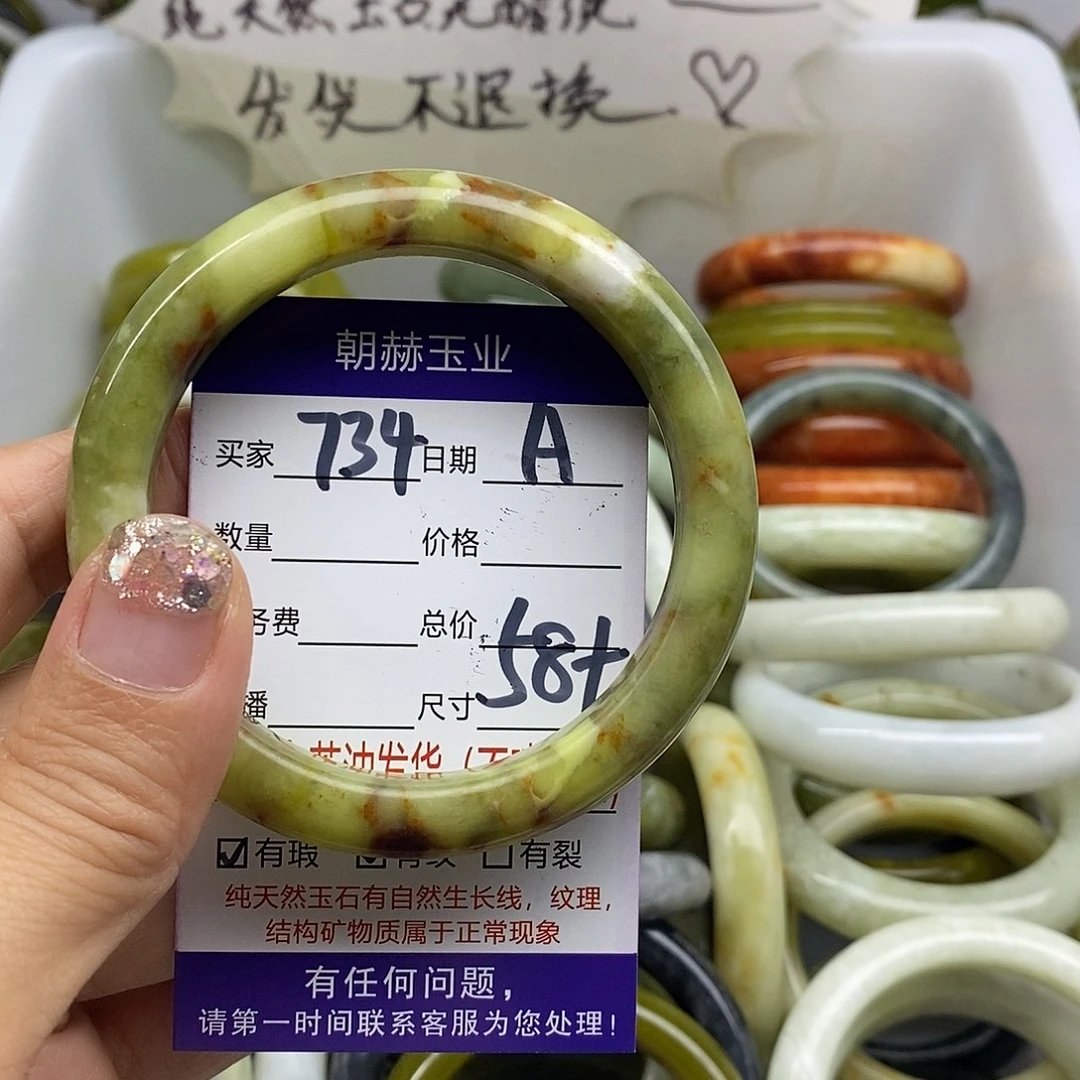 纯天然玉石无酸洗
发货不退换
朝赫玉业
买家 734 日期 A
数量 价格
务费 总价
播 尺寸 58+
发货
有瑕 有纹 有裂
纯天然玉石有自然生长线，纹理，
结构矿物质属于正常现象
有任何问题，
请第一时间联系客服为您处理！